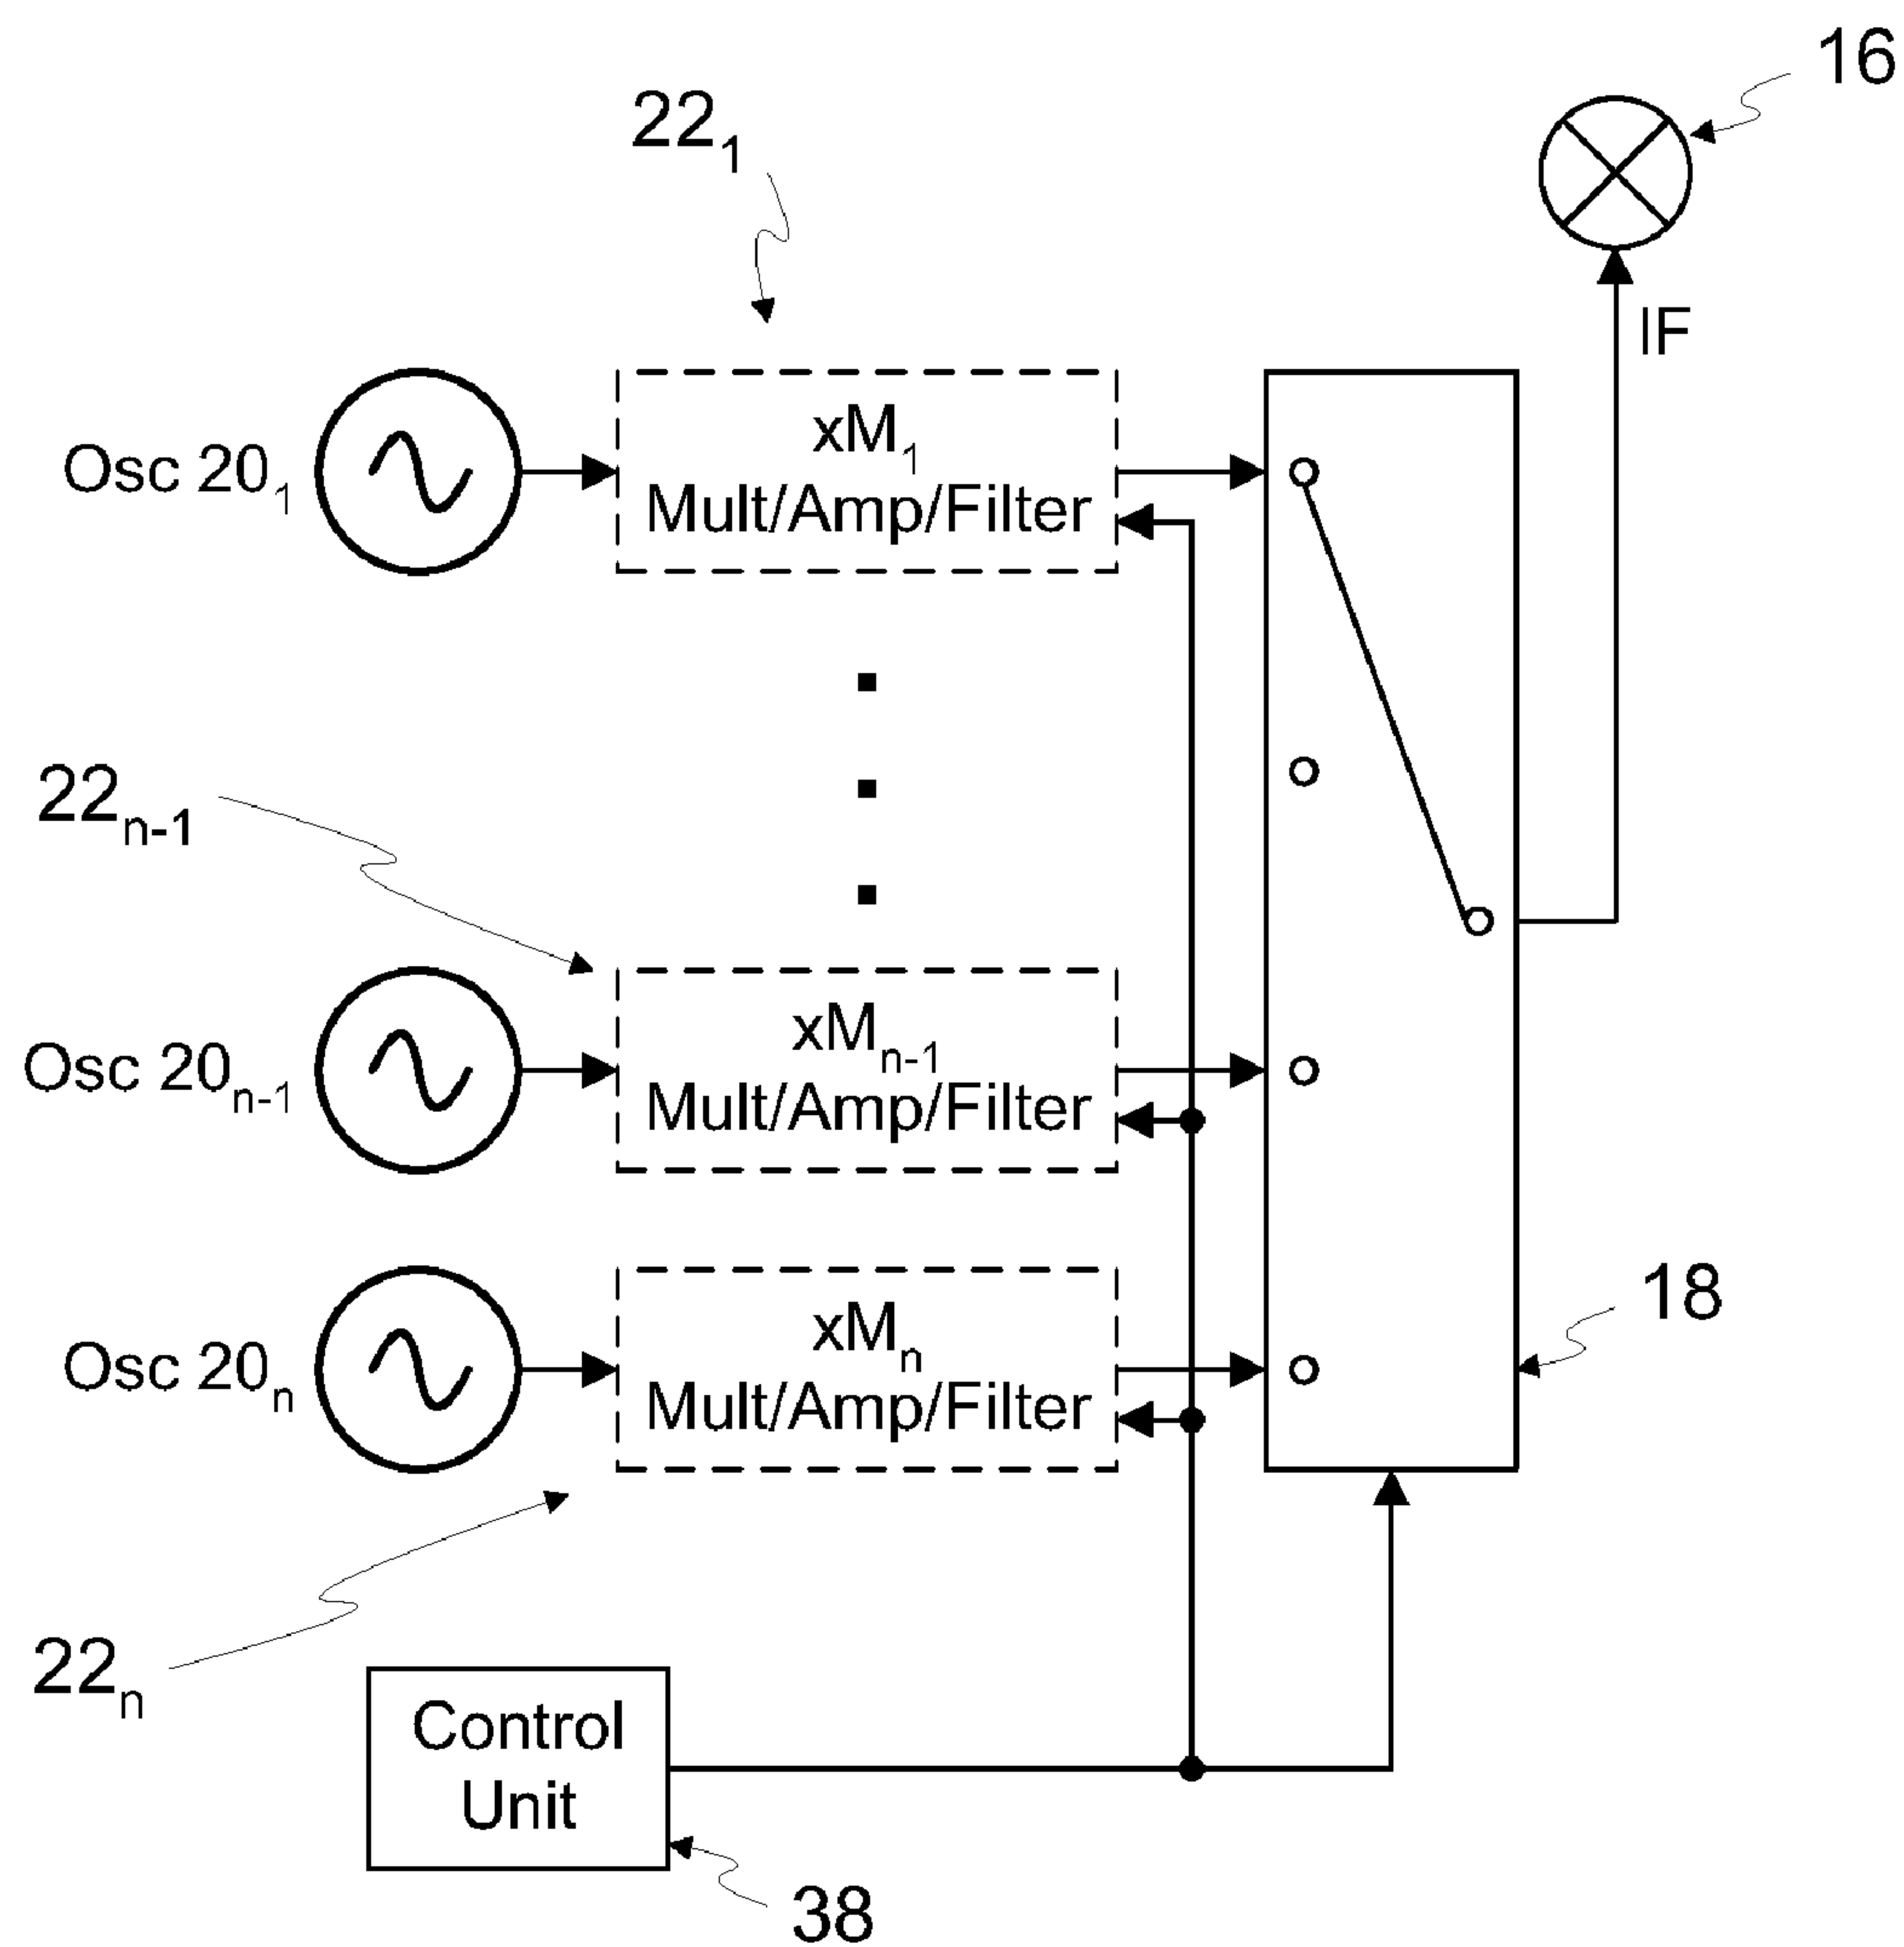 16
22₁
IF
xM₁
Osc 20₁
Mult/Amp/Filter
22ₙ₋₁
xMₙ₋₁
Osc 20ₙ₋₁
Mult/Amp/Filter
18
xMₙ
Osc 20ₙ
Mult/Amp/Filter
22ₙ
Control
Unit
38